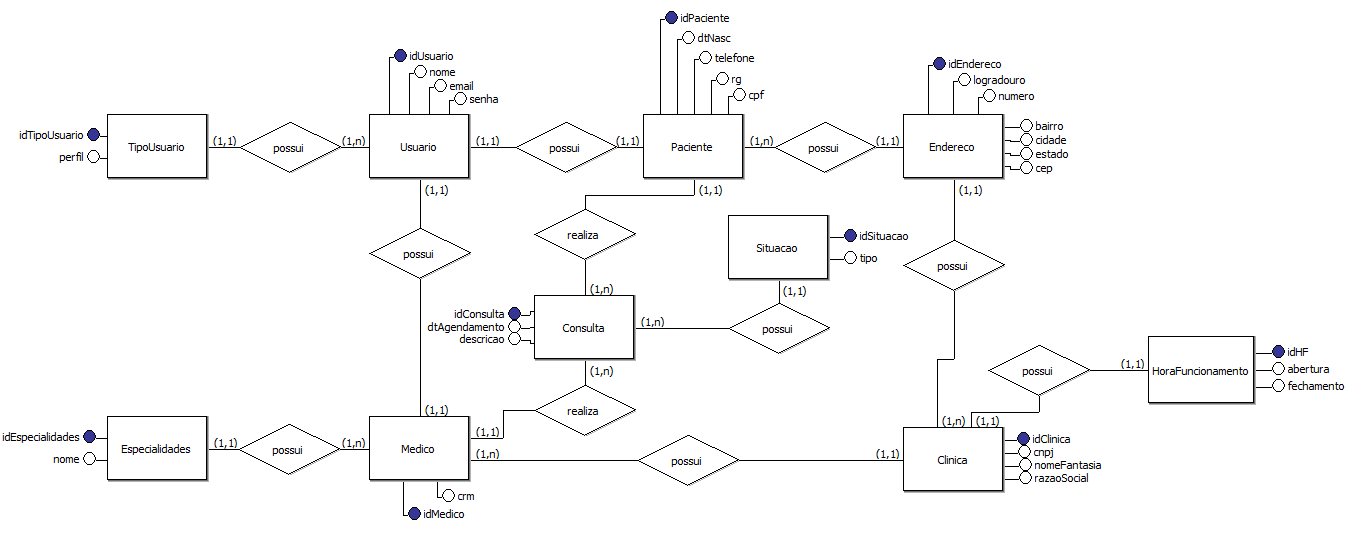 idPaciente
dtNasc
telefone
rg
cpf
idUsuario
nome
email
senha
idEndereco
logradouro
numero
idTipoUsuario
perfil
TipoUsuario
(1,1)
possui
(1,n)
Usuario
(1,1)
possui
(1,1)
Paciente
(1,n)
possui
(1,1)
Endereco
bairro
cidade
estado
cep
(1,1)
(1,1)
(1,1)
realiza
possui
Situacao
idSituacao
tipo
possui
(1,n)
(1,1)
idConsulta
dtAgendamento
descricao
Consulta
(1,n)
possui
(1,n)
possui
(1,1)
HoraFuncionamento
idHF
abertura
fechamento
realiza
(1,1)
(1,1)
(1,n)
(1,1)
idEspecialidades
nome
Especialidades
(1,1)
possui
(1,n)
Medico
(1,n)
possui
(1,1)
Clinica
idClinica
cnpj
nomeFantasia
razaoSocial
crm
idMedico